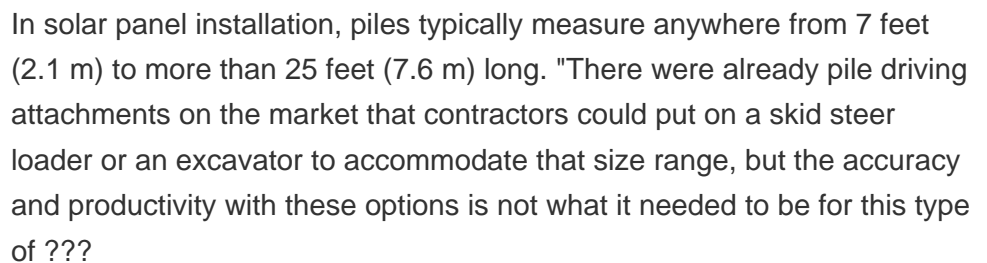 In solar panel installation, piles typically measure anywhere from 7 feet
(2.1 m) to more than 25 feet (7.6 m) long. "There were already pile driving
attachments on the market that contractors could put on a skid steer
loader or an excavator to accommodate that size range, but the accuracy
and productivity with these options is not what it needed to be for this type
of ???